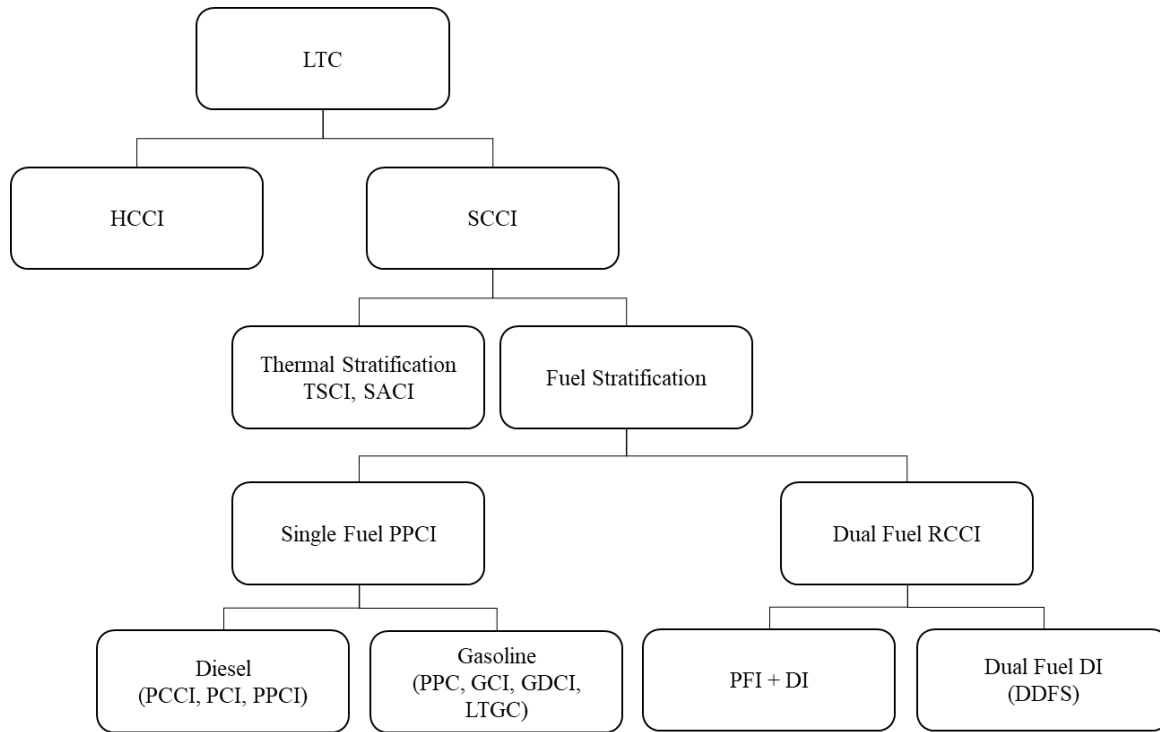 LTC
HCCI
SCCI
Thermal Stratification
TSCI, SACI
Fuel Stratification
Single Fuel PPCI
Dual Fuel RCCI
Diesel
(PCCI, PCI, PPCI)
Gasoline
(PPC, GCI, GDCI,
LTGC)
PFI + DI
Dual Fuel DI
(DDFS)